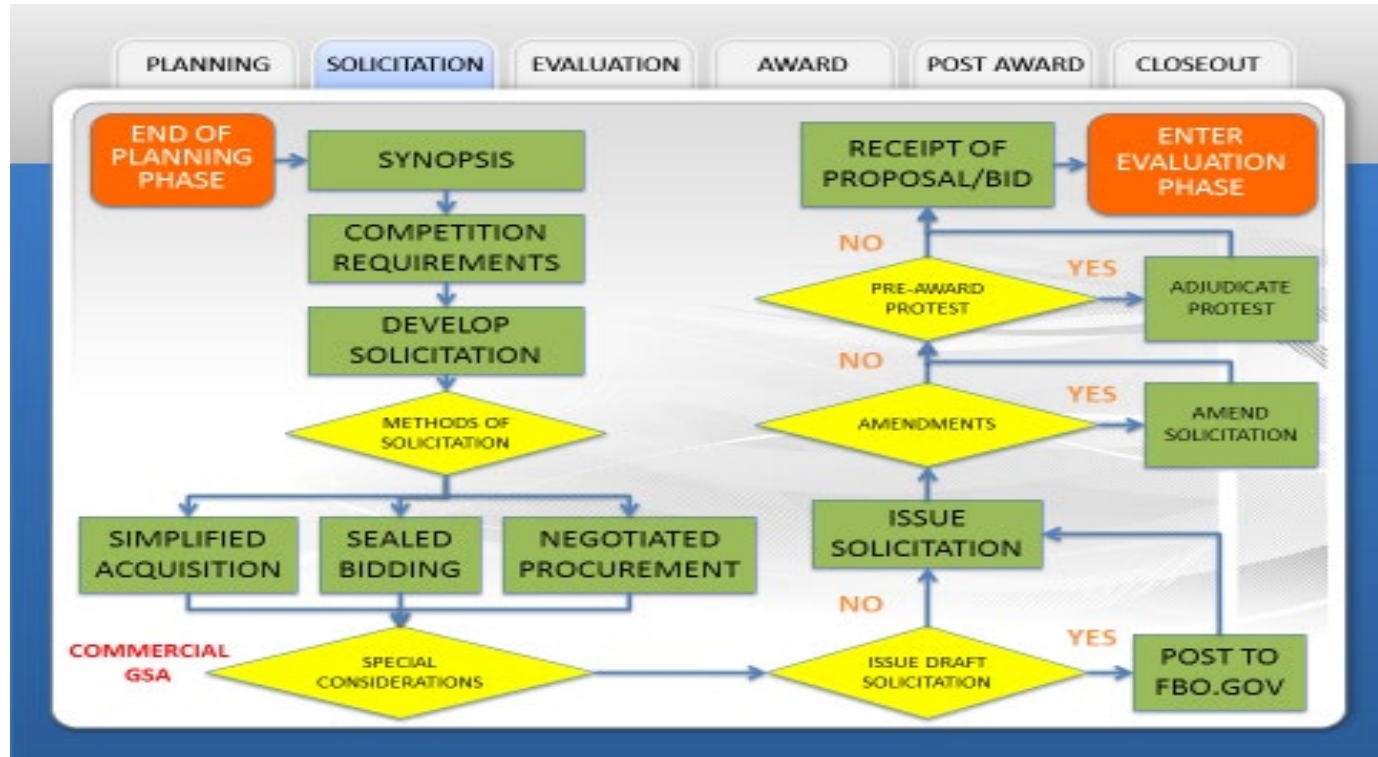 PLANNING
SOLICITATION
EVALUATION
AWARD
POST AWARD
CLOSEOUT
END OF
PLANNING
PHASE
SYNOPSIS
COMPETITION
REQUIREMENTS
DEVELOP
SOLICITATION
METHODS OF
SOLICITATION
SIMPLIFIED
ACQUISITION
SEALED
BIDDING
NEGOTIATED
PROCUREMENT
COMMERCIAL
GSA
SPECIAL
CONSIDERATIONS
ISSUE DRAFT
SOLICITATION
YES
POST TO
FBO.GOV
NO
ISSUE
SOLICITATION
AMENDMENTS
YES
AMEND
SOLICITATION
NO
PRE-AWARD
PROTEST
YES
ADJUDICATE
PROTEST
NO
RECEIPT OF
PROPOSAL/BID
ENTER
EVALUATION
PHASE